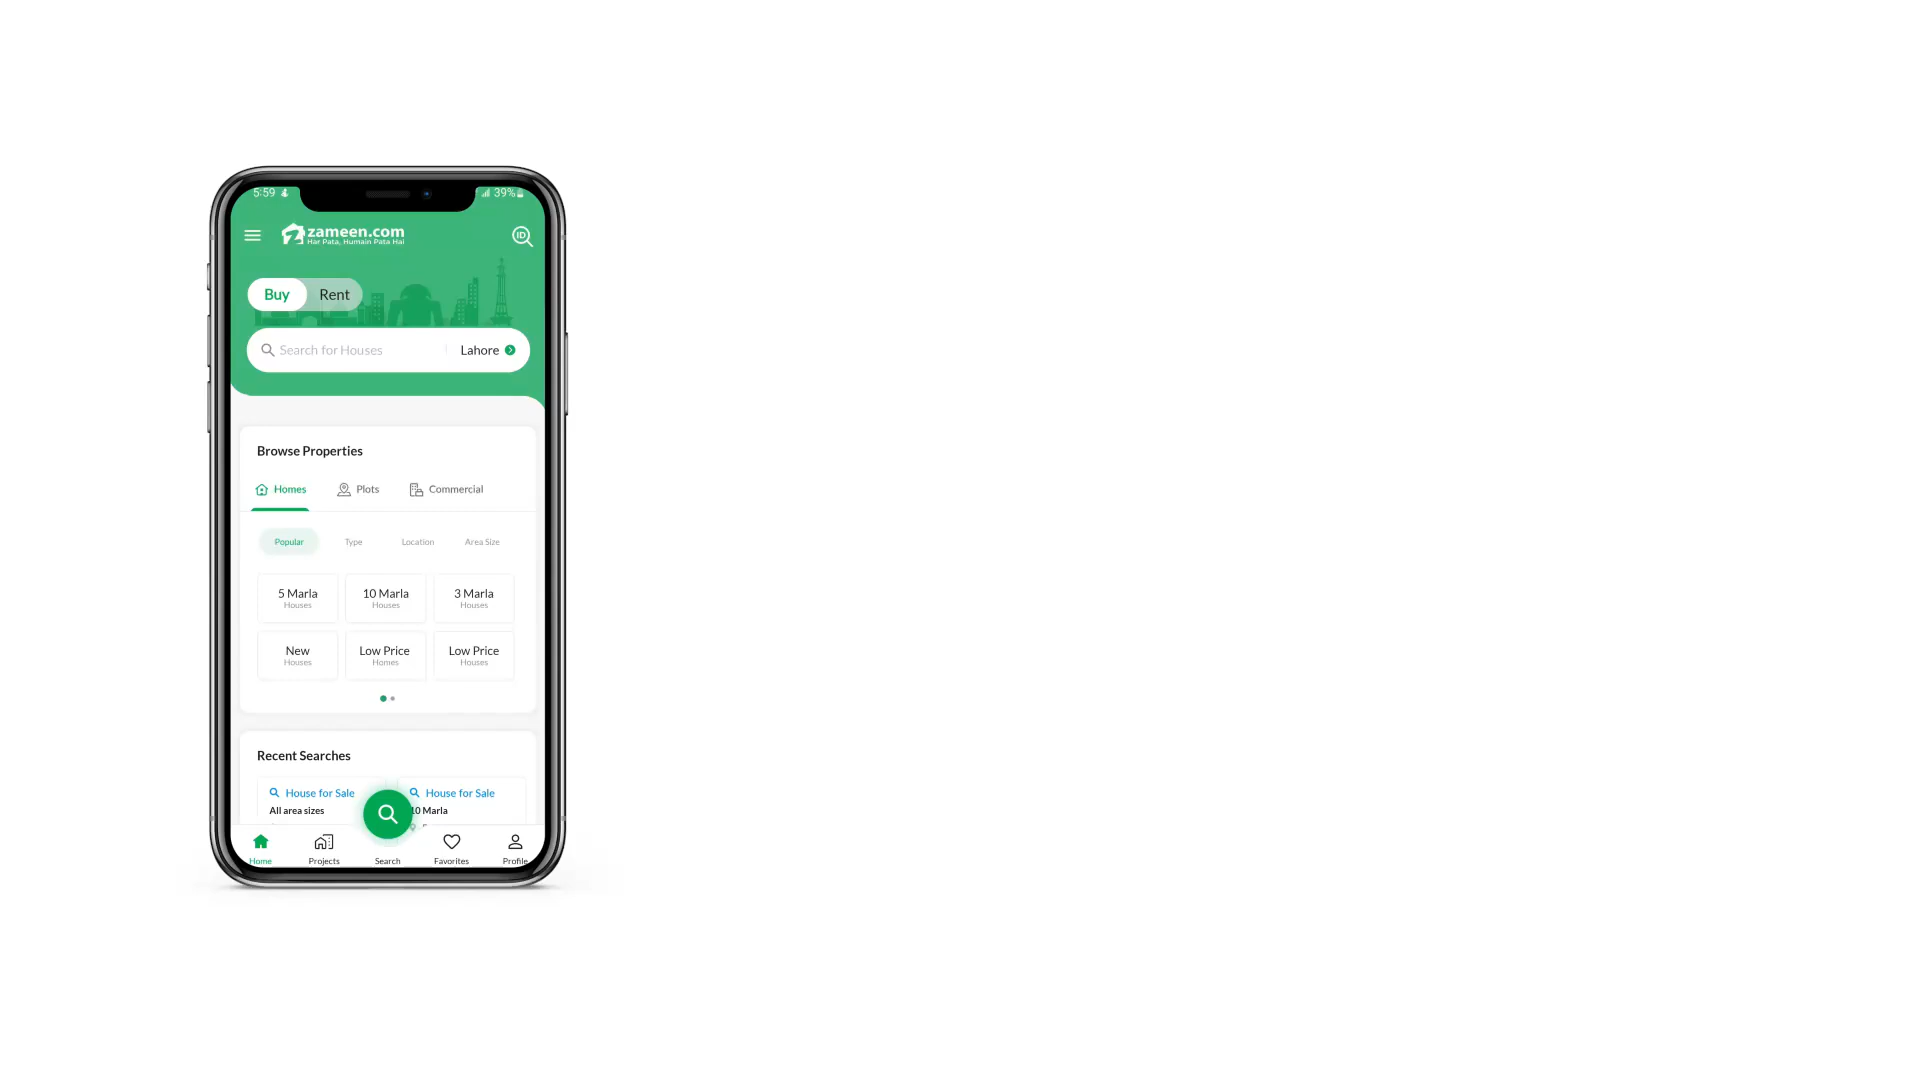 5:59
39%
zameen.com
Har Pata, Humain Pata Hai
ID
Buy Rent
Search for Houses Lahore
Browse Properties
Homes Plots Commercial
Popular Type Location Area Size
5 Marla 10 Marla 3 Marla
Houses Houses Houses
New Low Price Low Price
Houses Homes Houses
Recent Searches
House for Sale House for Sale
All area sizes 10 Marla
Home Projects Search Favorites Profile